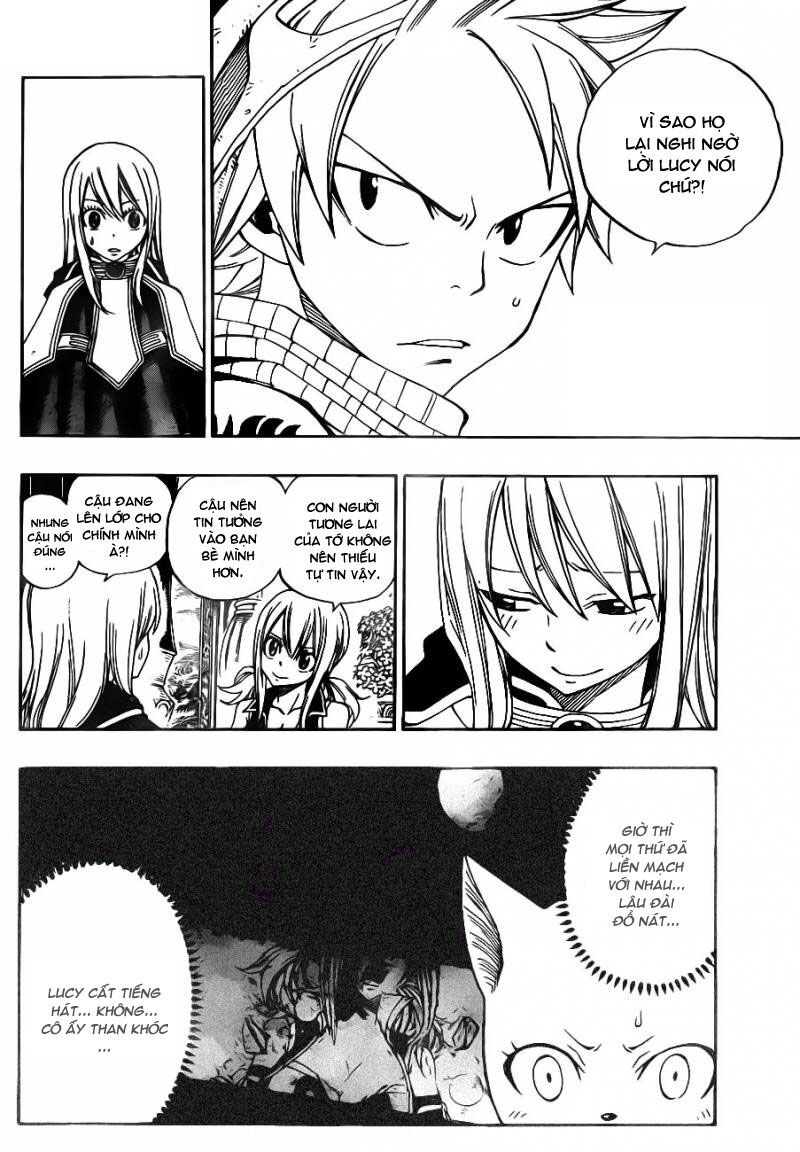 VÌ SAO HỌ
LẠI NGHI NGỜ
LỜI LUCY NÓI
CHỨ?!
CON NGƯỜI
TƯƠNG LAI
CỦA TỚ KHÔNG
NÊN THIẾU
TỰ TIN VẬY.
CẬU NÊN
TIN TƯỞNG
VÀO BẠN
BÈ MÌNH
HƠN.
CẬU ĐANG
LÊN LỚP CHO
CHÍNH MÌNH
À?!
NHƯNG
CẬU NÓI
ĐÚNG
...
GIỜ THÌ
MỌI THỨ ĐÃ
LIỀN MẠCH
VỚI NHAU...
LÂU ĐÀI
ĐỔ NÁT...
LUCY CẤT TIẾNG
HÁT... KHÔNG...
CÔ ẤY THAN KHÓC
...